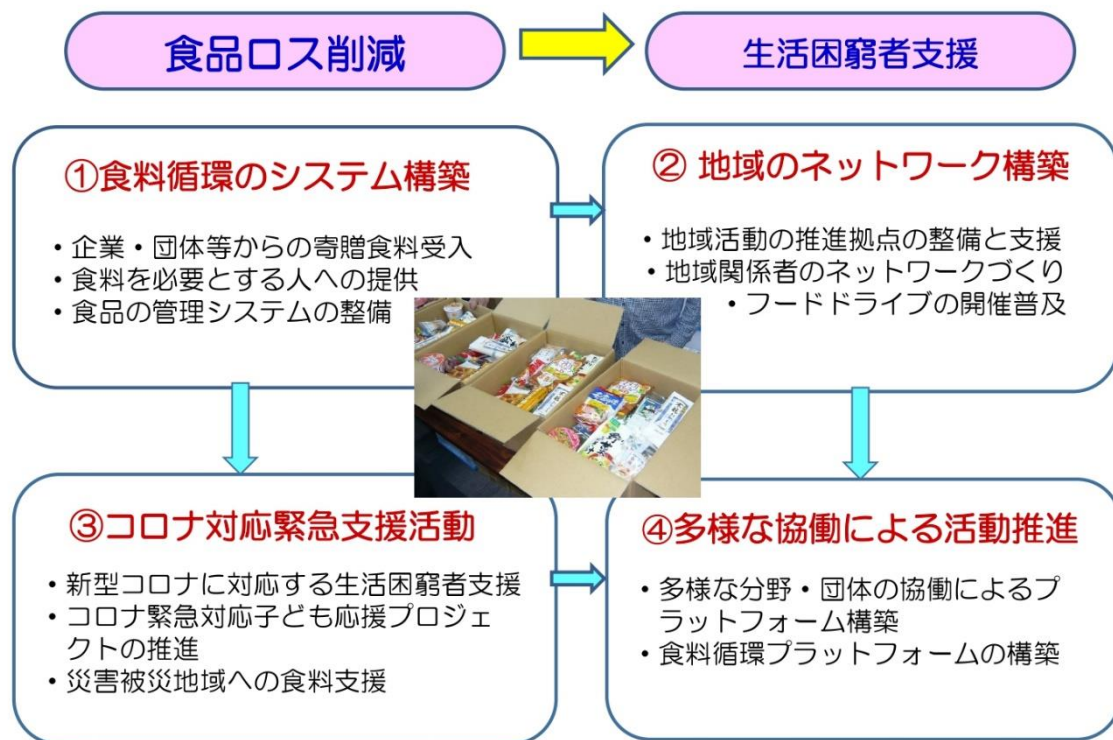 食品ロス削減
生活困窮者支援
①食料循環のシステム構築
・企業・団体等からの寄贈食料受入
・食料を必要とする人への提供
・食品の管理システムの整備
② 地域のネットワーク構築
・地域活動の推進拠点の整備と支援
・地域関係者のネットワークづくり
・フードドライブの開催普及
③コロナ対応緊急支援活動
・新型コロナに対応する生活困窮者支援
・コロナ緊急対応子ども応援プロジェ
クトの推進
・災害被災地域への食料支援
④多様な協働による活動推進
・多様な分野・団体の協働によるプ
ラットフォーム構築
・食料循環プラットフォームの構築